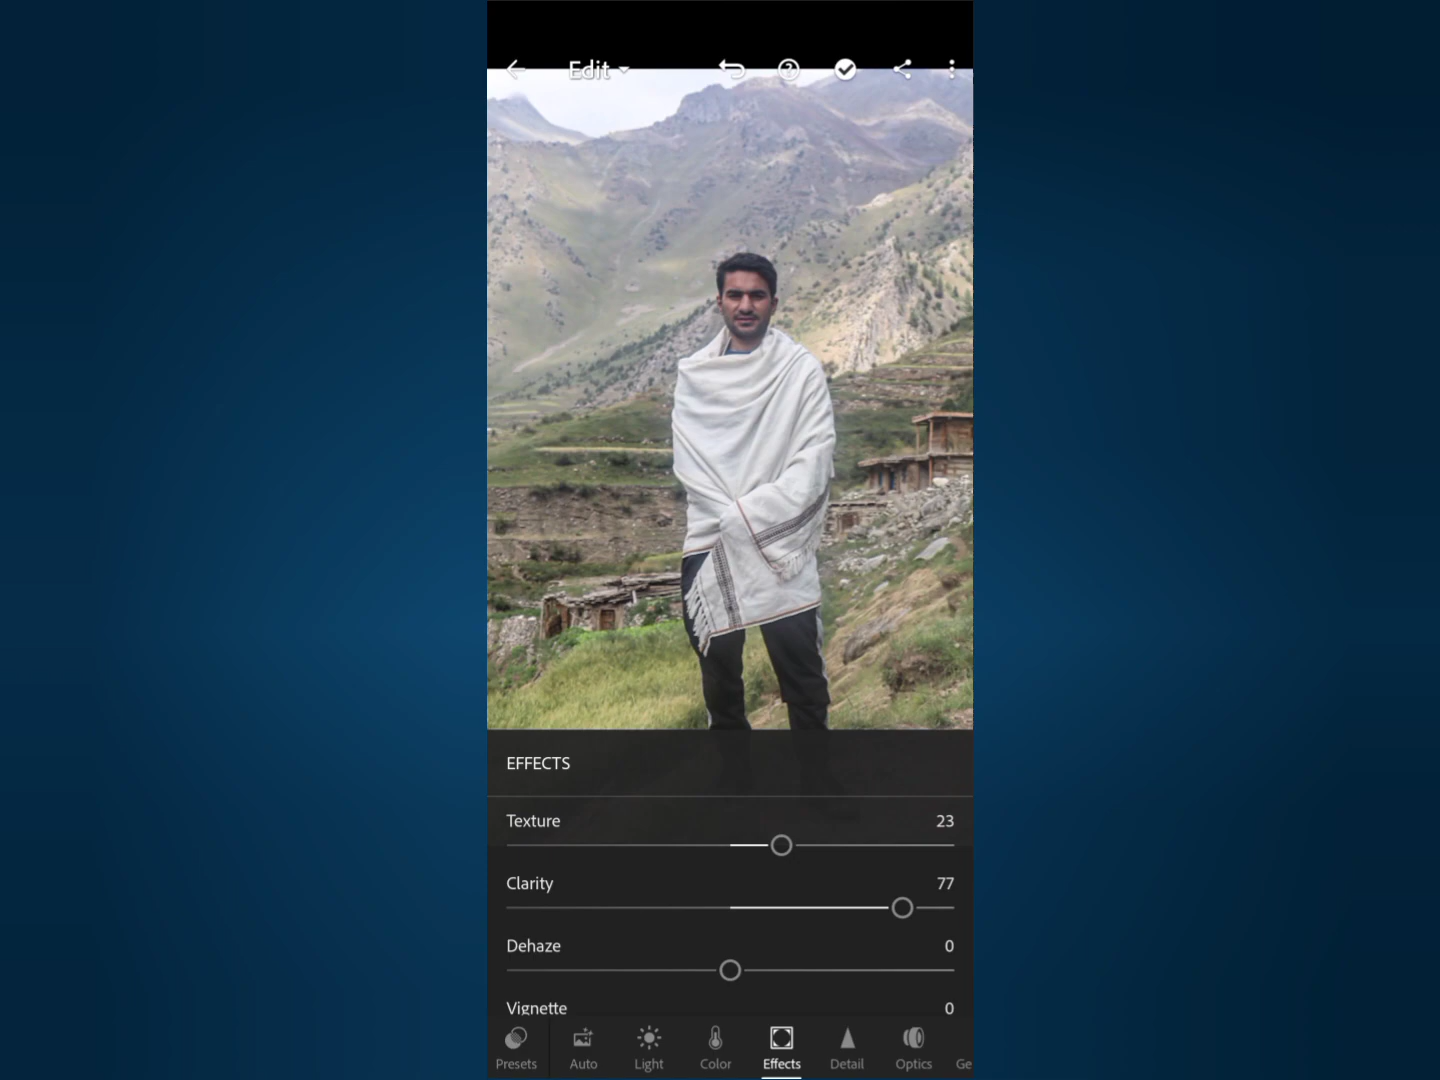 Edit
EFFECTS
Texture 23
Clarity 77
Dehaze 0
Vignette 0
Presets Auto Light Color Effects Detail Optics Ge